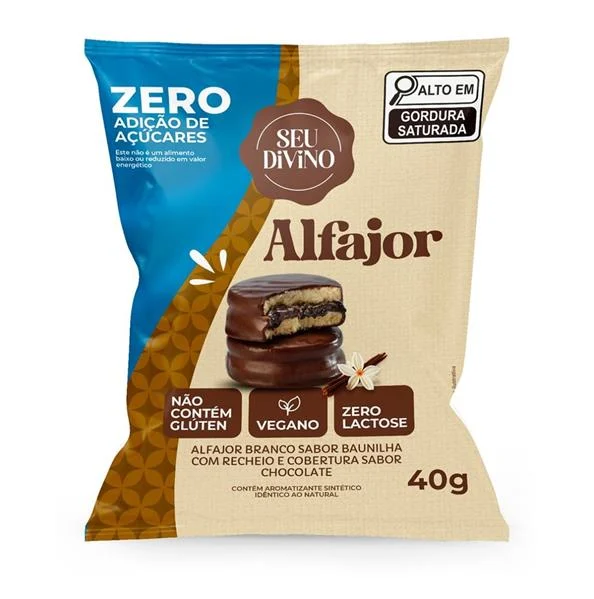 ZERO
ADIÇÃO DE
AÇÚCARES
Este não é um alimento
baixo ou reduzido em valor
energético
SEU
DIVINO
ALTO EM
GORDURA
SATURADA
Alfajor
NÃO
CONTÉM
GLÚTEN
VEGANO
ZERO
LACTOSE
ALFAJOR BRANCO SABOR BAUNILHA
COM RECHEIO E COBERTURA SABOR
CHOCOLATE
CONTÉM AROMATIZANTE SINTÉTICO
IDÊNTICO AO NATURAL
40g